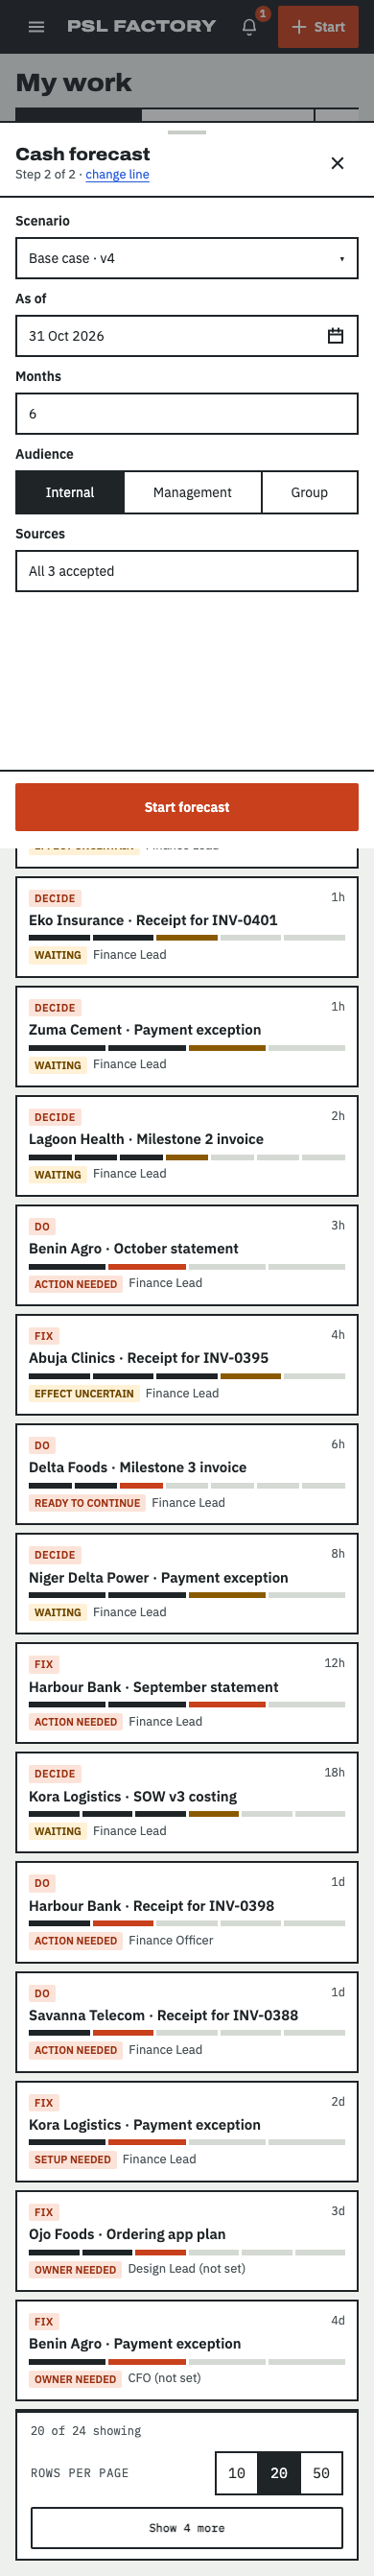 PSL FACTORY
1
Start
My work
Cash forecast
Step 2 of 2 · change line
Scenario
Base case · v4
As of
31 Oct 2026
Months
6
Audience
Internal Management Group
Sources
All 3 accepted
Start forecast
EFFECT UNCERTAIN Finance Lead
DECIDE 1h
Eko Insurance · Receipt for INV-0401
WAITING Finance Lead
DECIDE 1h
Zuma Cement · Payment exception
WAITING Finance Lead
DECIDE 2h
Lagoon Health · Milestone 2 invoice
WAITING Finance Lead
DO 3h
Benin Agro · October statement
ACTION NEEDED Finance Lead
FIX 4h
Abuja Clinics · Receipt for INV-0395
EFFECT UNCERTAIN Finance Lead
DO 6h
Delta Foods · Milestone 3 invoice
READY TO CONTINUE Finance Lead
DECIDE 8h
Niger Delta Power · Payment exception
WAITING Finance Lead
FIX 12h
Harbour Bank · September statement
ACTION NEEDED Finance Lead
DECIDE 18h
Kora Logistics · SOW v3 costing
WAITING Finance Lead
DO 1d
Harbour Bank · Receipt for INV-0398
ACTION NEEDED Finance Officer
DO 1d
Savanna Telecom · Receipt for INV-0388
ACTION NEEDED Finance Lead
FIX 2d
Kora Logistics · Payment exception
SETUP NEEDED Finance Lead
FIX 3d
Ojo Foods · Ordering app plan
OWNER NEEDED Design Lead (not set)
FIX 4d
Benin Agro · Payment exception
OWNER NEEDED CFO (not set)
20 of 24 showing
ROWS PER PAGE 10 20 50
Show 4 more